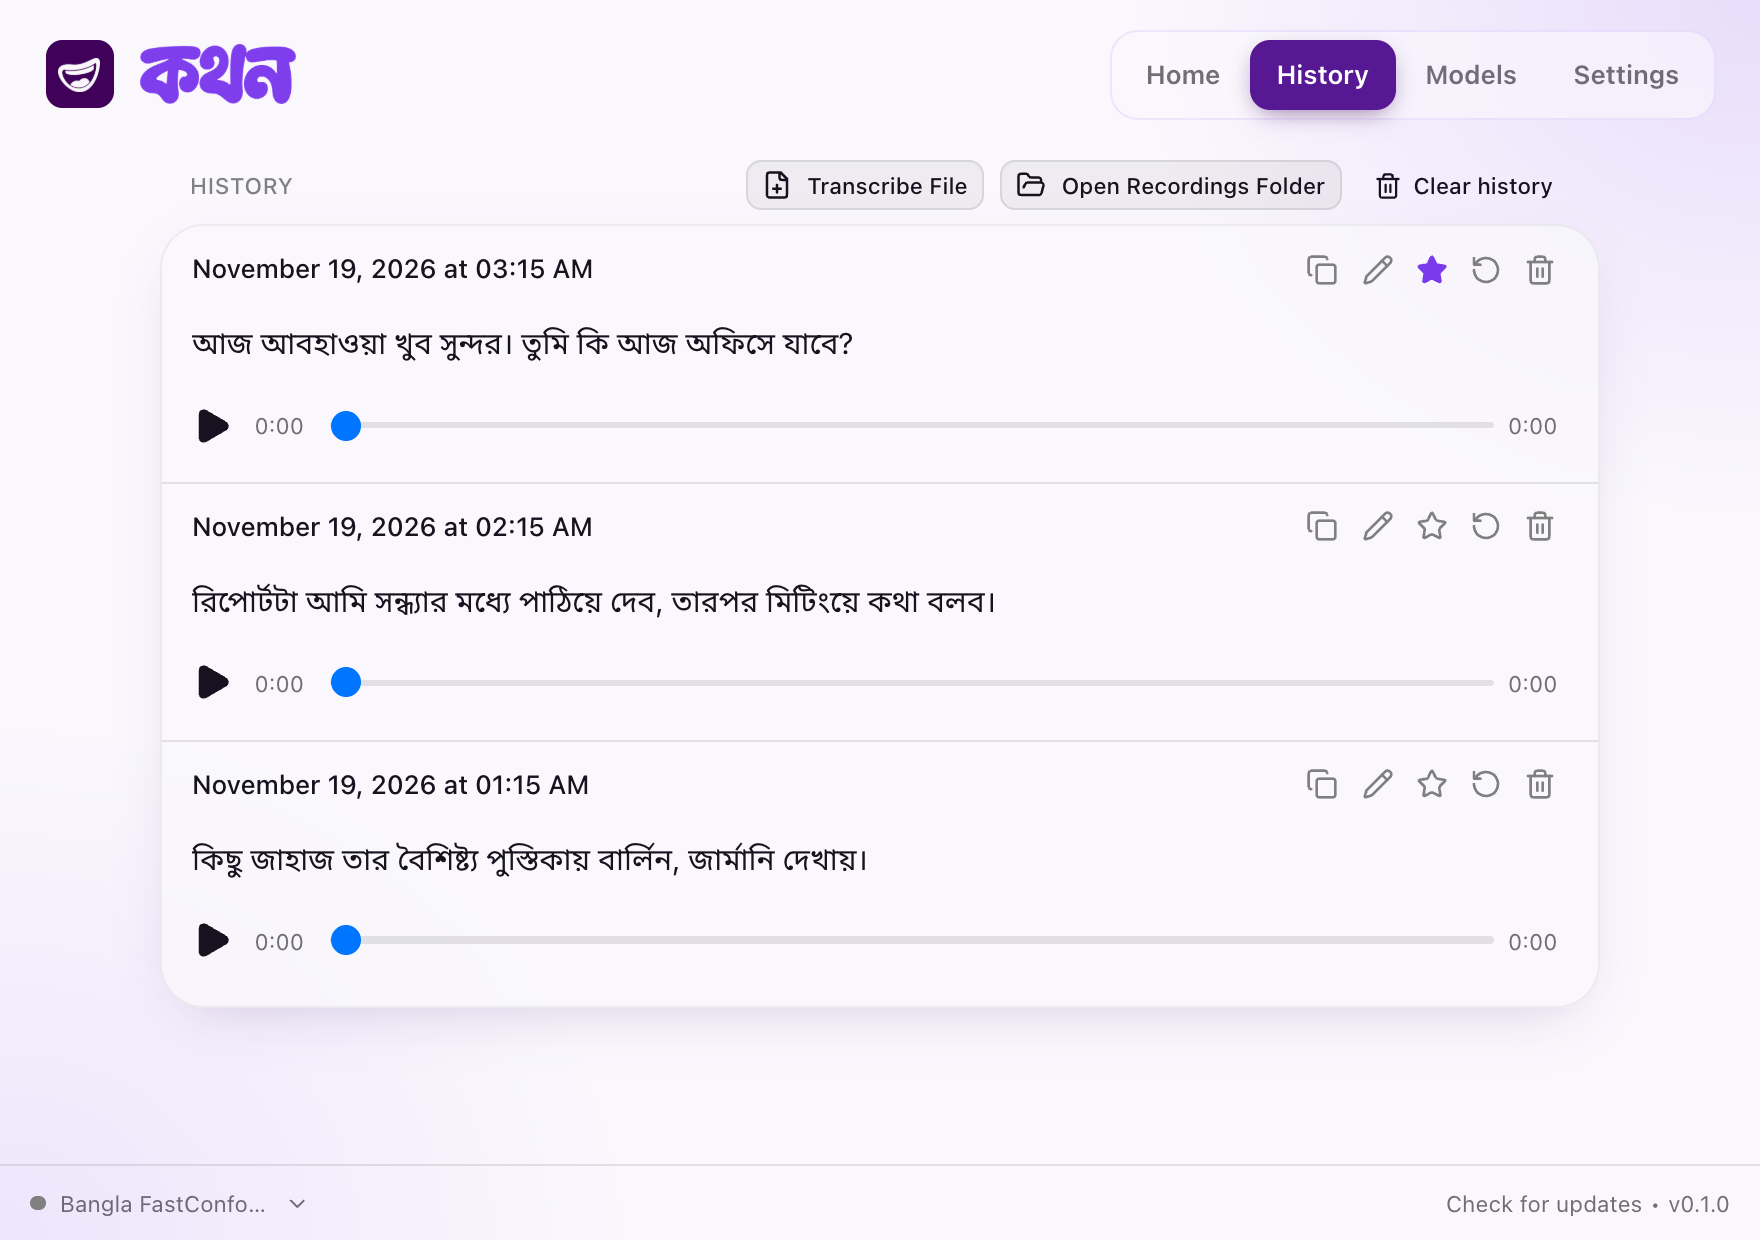 কথন
Home History Models Settings
HISTORY
Transcribe File
Open Recordings Folder
Clear history
November 19, 2026 at 03:15 AM
আজ আবহাওয়া খুব সুন্দর। তুমি কি আজ অফিসে যাবে?
0:00 0:00
November 19, 2026 at 02:15 AM
রিপোর্টটা আমি সন্ধ্যার মধ্যে পাঠিয়ে দেব, তারপর মিটিংয়ে কথা বলব।
0:00 0:00
November 19, 2026 at 01:15 AM
কিছু জাহাজ তার বৈশিষ্ট্য পুস্তিকায় বার্লিন, জার্মানি দেখায়।
0:00 0:00
Bangla FastConfo...
Check for updates • v0.1.0